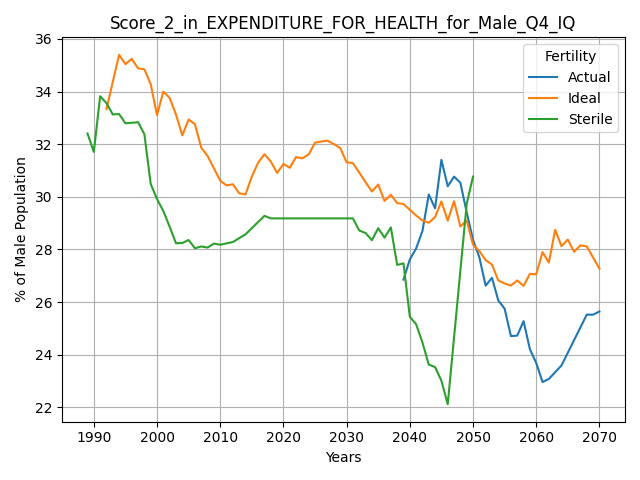 Score_2_in_EXPENDITURE_FOR_HEALTH_for_Male_Q4_IQ
% of Male Population
36
34
32
30
28
26
24
22
Fertility
Actual
Ideal
Sterile
1990 2000 2010 2020 2030 2040 2050 2060 2070
Years